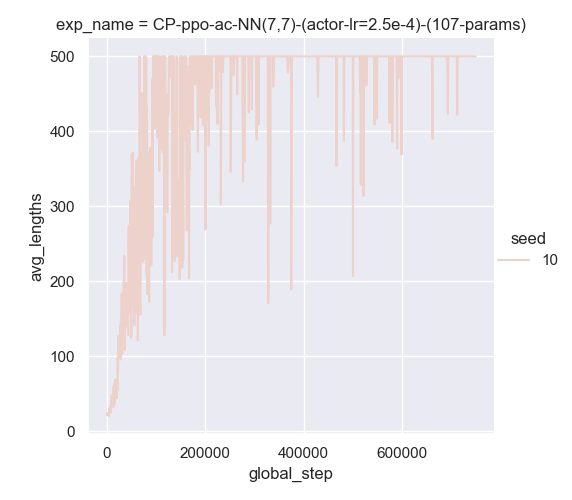 exp_name = CP-ppo-ac-NN(7,7)-(actor-lr=2.5e-4)-(107-params)
500
400
300
200
100
0
avg_lengths
0 200000 400000 600000
global_step
seed
10